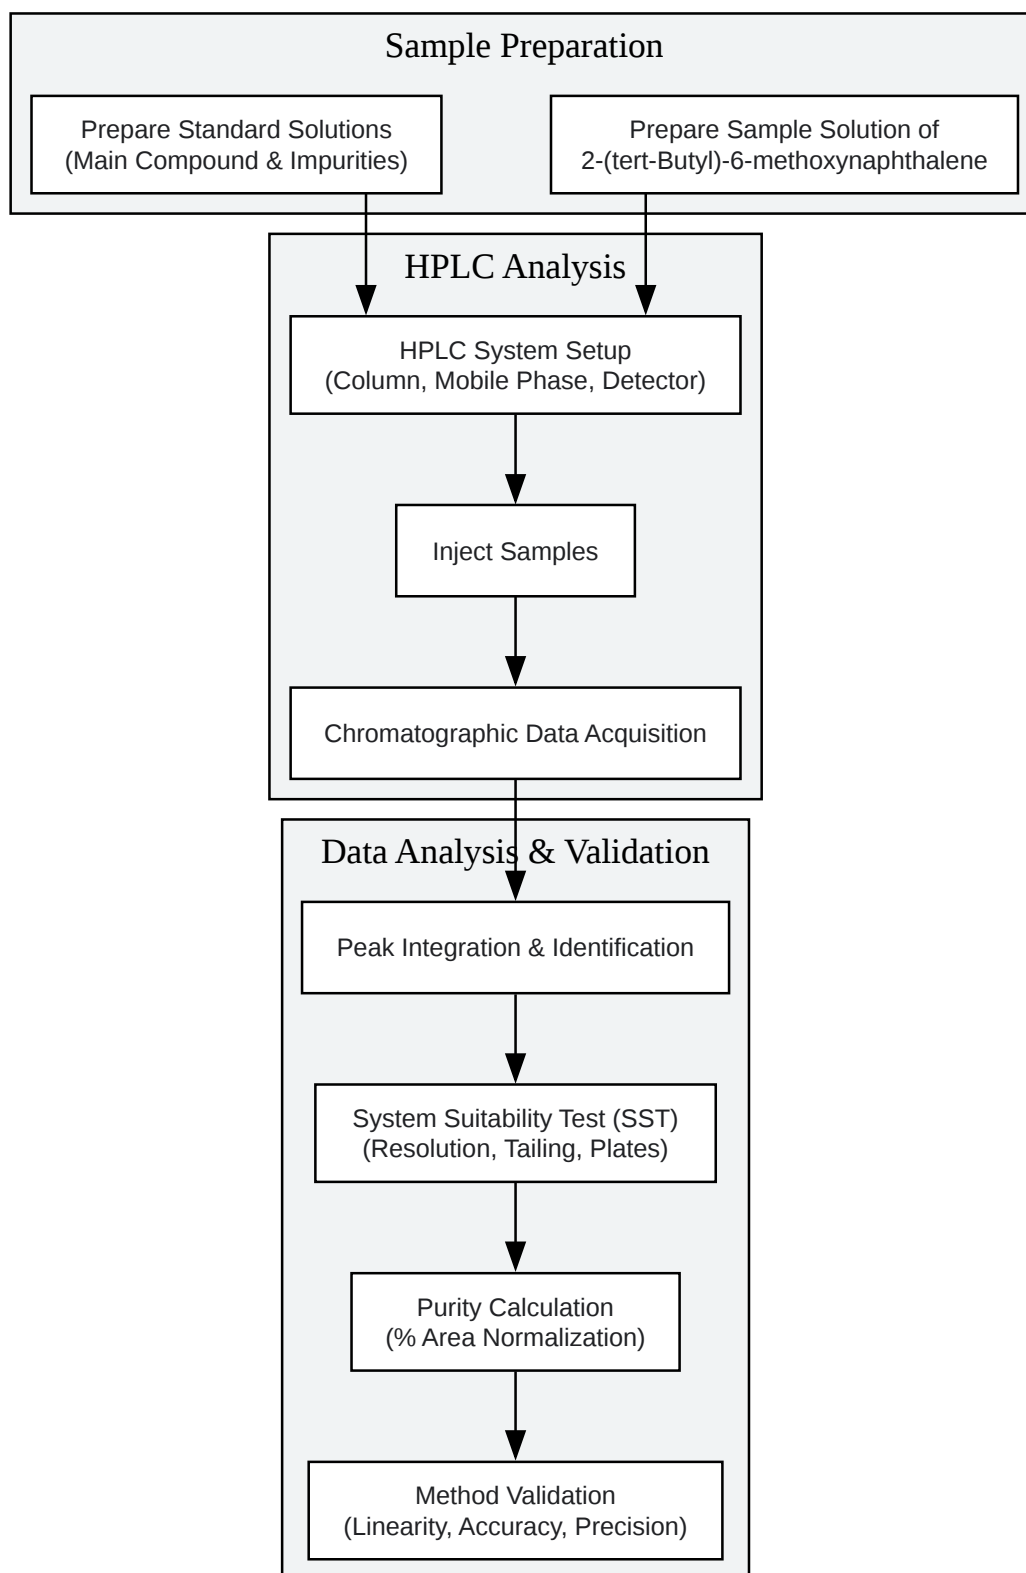 Sample Preparation
Prepare Standard Solutions
(Main Compound & Impurities)
Prepare Sample Solution of
2-(tert-Butyl)-6-methoxynaphthalene
HPLC Analysis
HPLC System Setup
(Column, Mobile Phase, Detector)
Inject Samples
Chromatographic Data Acquisition
Data Analysis & Validation
Peak Integration & Identification
System Suitability Test (SST)
(Resolution, Tailing, Plates)
Purity Calculation
(% Area Normalization)
Method Validation
(Linearity, Accuracy, Precision)